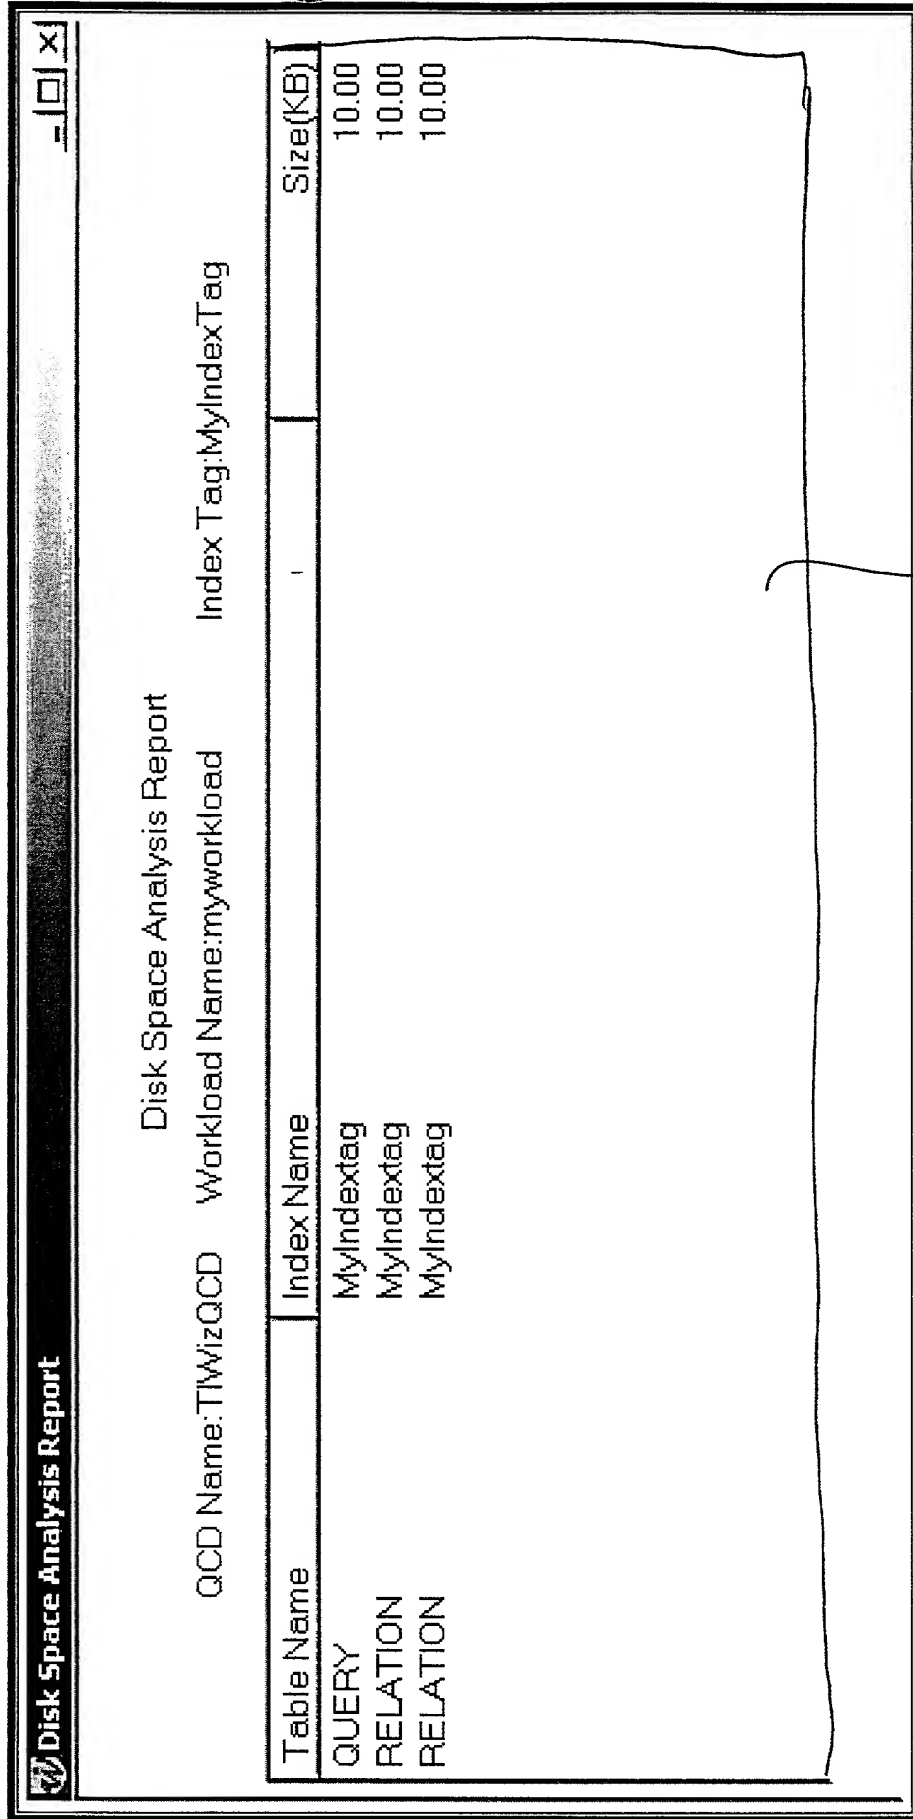 Disk Space Analysis Report
Disk Space Analysis Report
QCD Name:TIWizQCD Workload Name:myworkload Index Tag:MyIndexTag
Table Name Index Name Size(KB)
QUERY MyIndextag 10.00
RELATION MyIndextag 10.00
RELATION MyIndextag 10.00